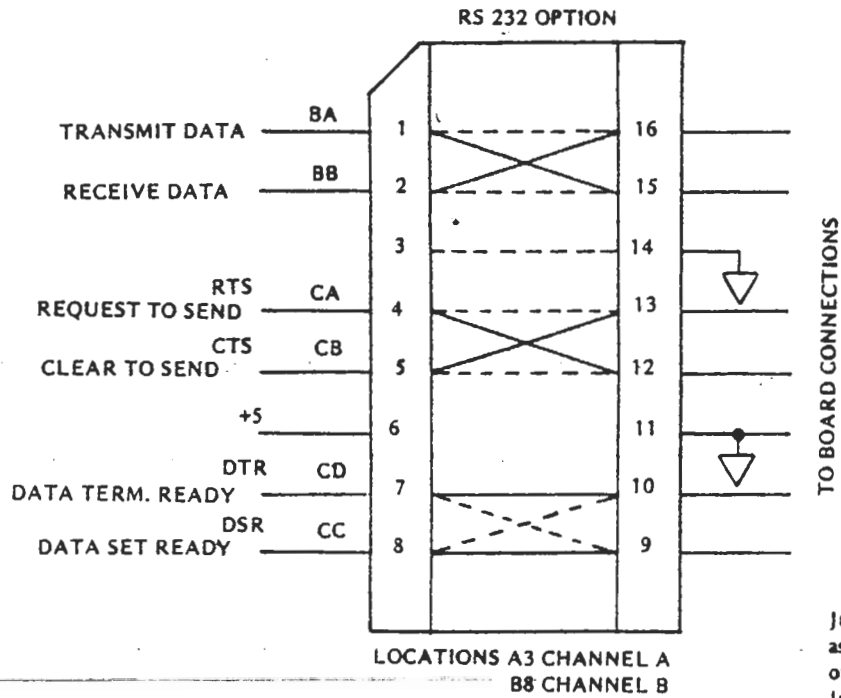 RS 232 OPTION
TRANSMIT DATA BA 1 16
RECEIVE DATA BB 2 15
3 14
RTS
REQUEST TO SEND CA 4 13
CTS
CLEAR TO SEND CB 5 12
+5 6 11
DTR
DATA TERM. READY CD 7 10
DSR
DATA SET READY CC 8 9
TO BOARD CONNECTIONS
LOCATIONS A3 CHANNEL A
B8 CHANNEL B